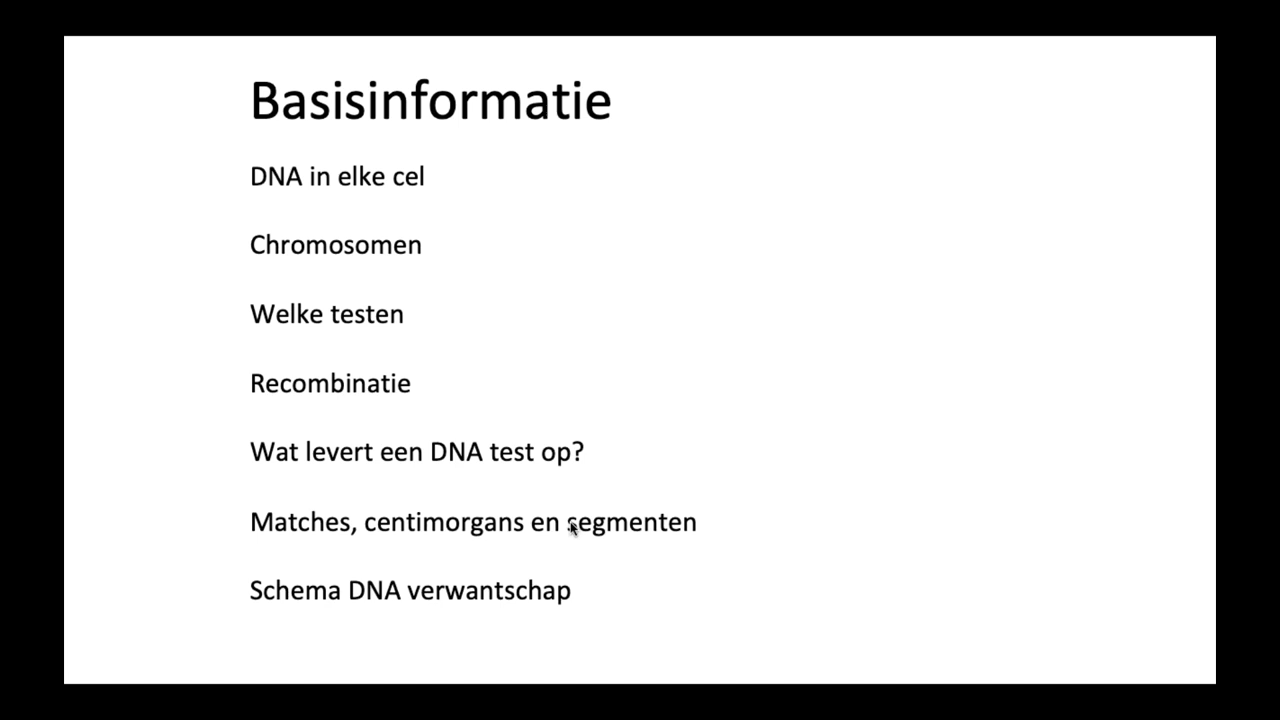 Basisinformatie
DNA in elke cel
Chromosomen
Welke testen
Recombinatie
Wat levert een DNA test op?
Matches, centimorgans en segmenten
Schema DNA verwantschap